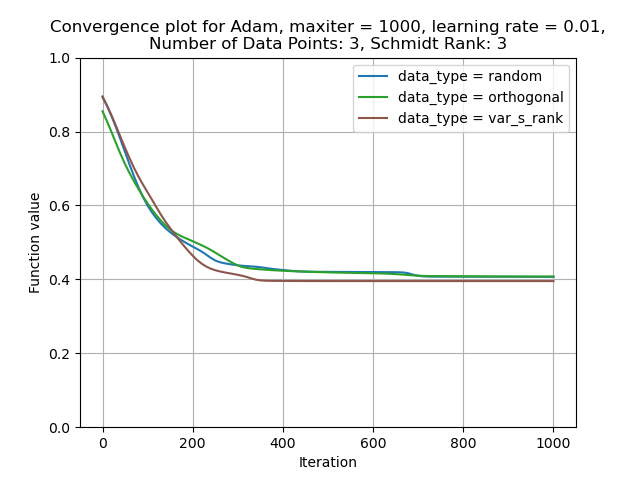 Convergence plot for Adam, maxiter = 1000, learning rate = 0.01,
Number of Data Points: 3, Schmidt Rank: 3
data_type = random
data_type = orthogonal
data_type = var_s_rank
Function value
1.0
0.8
0.6
0.4
0.2
0.0
0 200 400 600 800 1000
Iteration